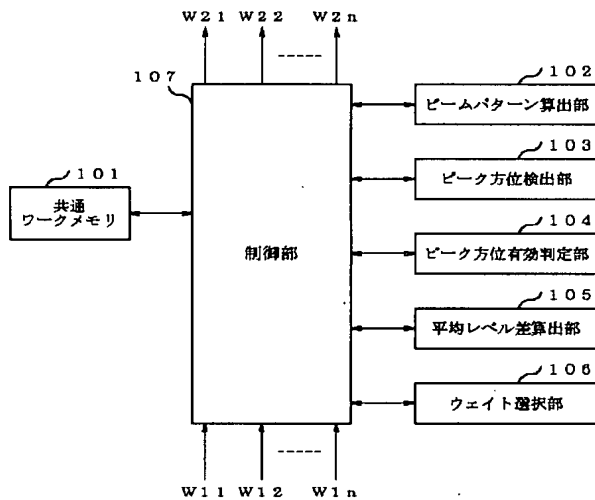 W21 W22 W2n
107
102
ビームパターン算出部
103
ピーク方位検出部
101
共通
ワークメモリ
104
制御部
ピーク方位有効判定部
105
平均レベル差算出部
106
ウェイト選択部
W11 W12 W1n